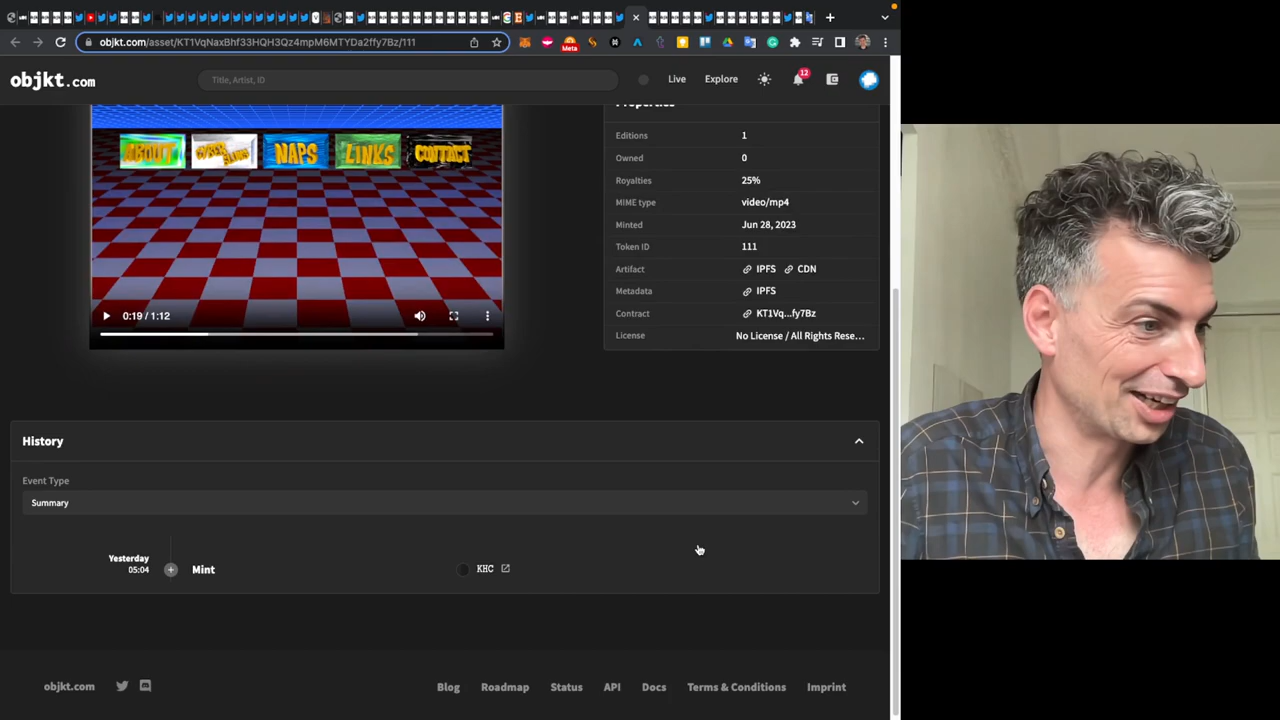 objkt.com/asset/KT1VqNaxBhf33HQH3Qz4mpM6MTYDa2ffy7Bz/111
Meta
objkt.com
Title, Artist, ID
Live
Explore
12
Properties
ABOUT
NAPS
LINKS
CONTACT
0:19 / 1:12
Editions 1
Owned 0
Royalties 25%
MIME type video/mp4
Minted Jun 28, 2023
Token ID 111
Artifact IPFS CDN
Metadata IPFS
Contract KT1Vq...fy7Bz
License No License / All Rights Rese...
History
Event Type
Summary
Yesterday
05:04
Mint
KHC
objkt.com
Blog Roadmap Status API Docs Terms & Conditions Imprint